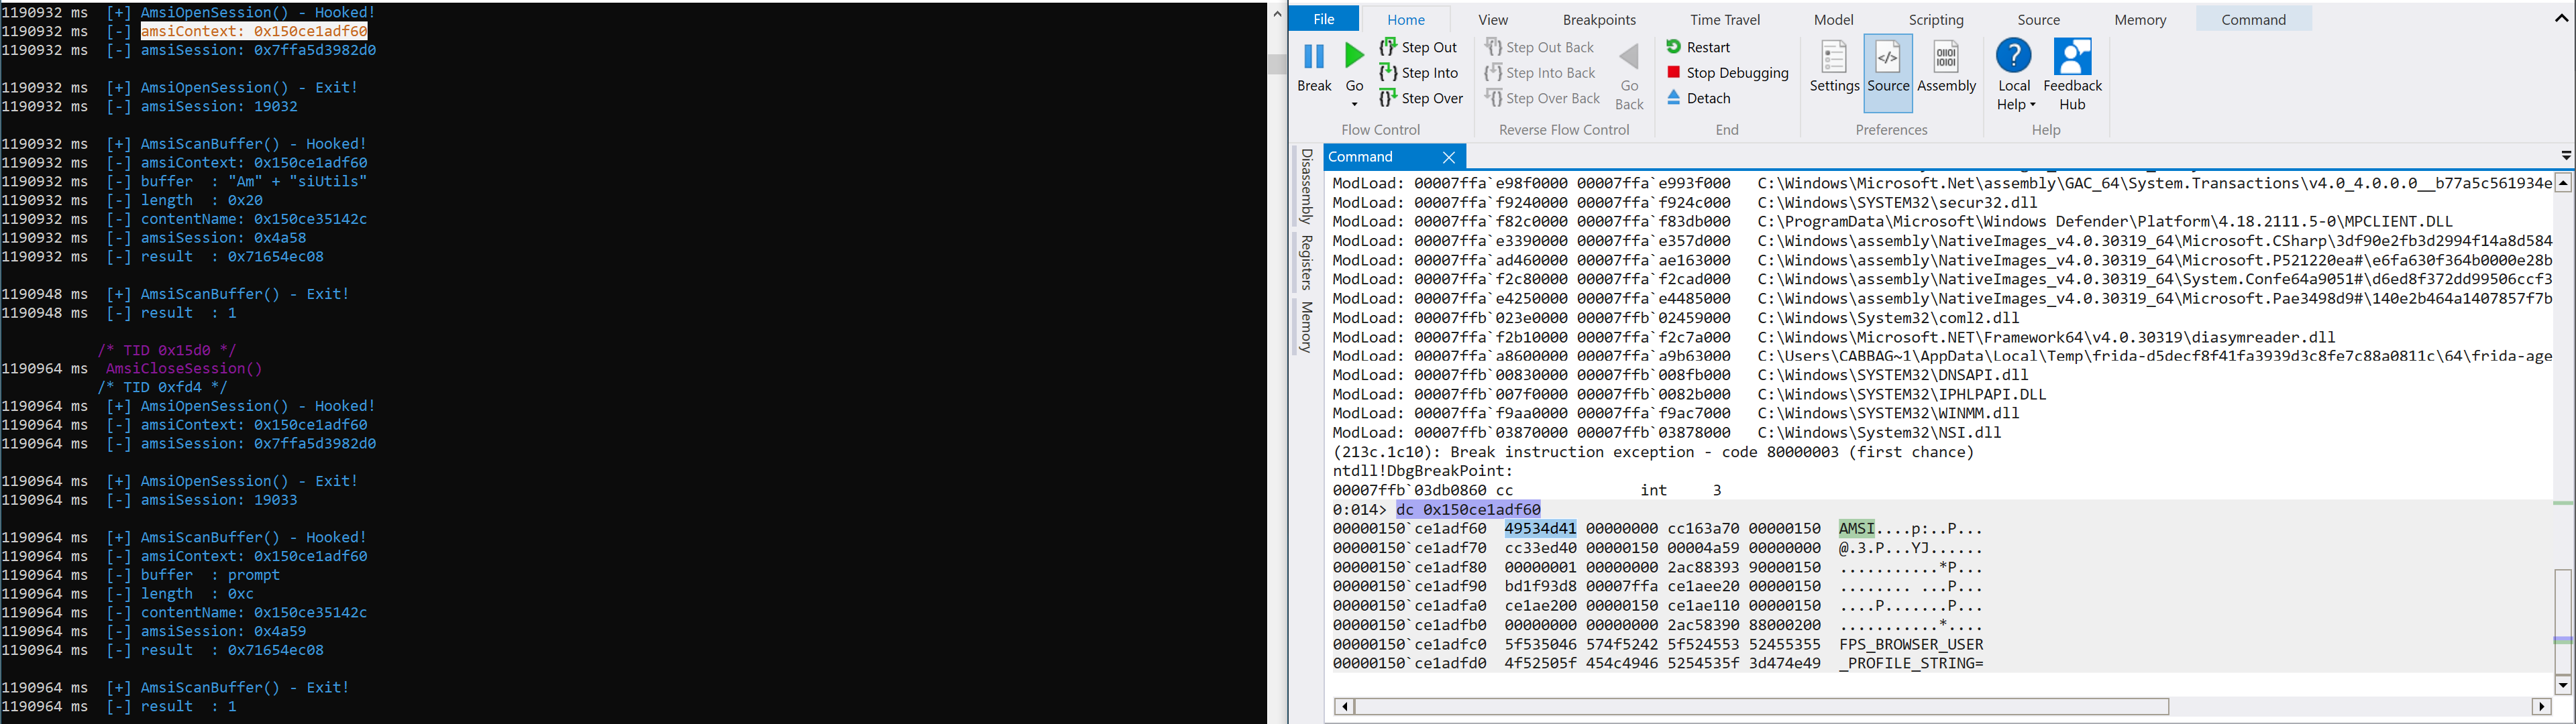 1190932 ms [+] AmsiOpenSession() - Hooked!
1190932 ms [-] amsiContext: 0x150ce1adf60
1190932 ms [-] amsiSession: 0x7ffa5d3982d0
1190932 ms [+] AmsiOpenSession() - Exit!
1190932 ms [-] amsiSession: 19032
1190932 ms [+] AmsiScanBuffer() - Hooked!
1190932 ms [-] amsiContext: 0x150ce1adf60
1190932 ms [-] buffer : "Am" + "siUtils"
1190932 ms [-] length : 0x20
1190932 ms [-] contentName: 0x150ce35142c
1190932 ms [-] amsiSession: 0x4a58
1190932 ms [-] result : 0x71654ec08
1190948 ms [+] AmsiScanBuffer() - Exit!
1190948 ms [-] result : 1
/* TID 0x15d0 */
1190964 ms AmsiCloseSession()
/* TID 0xfd4 */
1190964 ms [+] AmsiOpenSession() - Hooked!
1190964 ms [-] amsiContext: 0x150ce1adf60
1190964 ms [-] amsiSession: 0x7ffa5d3982d0
1190964 ms [+] AmsiOpenSession() - Exit!
1190964 ms [-] amsiSession: 19033
1190964 ms [+] AmsiScanBuffer() - Hooked!
1190964 ms [-] amsiContext: 0x150ce1adf60
1190964 ms [-] buffer : prompt
1190964 ms [-] length : 0xc
1190964 ms [-] contentName: 0x150ce35142c
1190964 ms [-] amsiSession: 0x4a59
1190964 ms [-] result : 0x71654ec08
1190964 ms [+] AmsiScanBuffer() - Exit!
1190964 ms [-] result : 1
File Home View Breakpoints Time Travel Model Scripting Source Memory Command
Break
Go
Step Out
Step Into
Step Over
Flow Control
Step Out Back
Step Into Back
Step Over Back
Go Back
Reverse Flow Control
Restart
Stop Debugging
Detach
End
Settings Source Assembly
Preferences
Local Help
Feedback Hub
Help
Disassembly
Registers
Memory
Command
ModLoad: 00007ffa`e98f0000 00007ffa`e993f000 C:\Windows\Microsoft.Net\assembly\GAC_64\System.Transactions\v4.0_4.0.0.0__b77a5c561934e
ModLoad: 00007ffa`f9240000 00007ffa`f924c000 C:\Windows\SYSTEM32\secur32.dll
ModLoad: 00007ffa`f82c0000 00007ffa`f83db000 C:\ProgramData\Microsoft\Windows Defender\Platform\4.18.2111.5-0\MPCLIENT.DLL
ModLoad: 00007ffa`e3390000 00007ffa`e357d000 C:\Windows\assembly\NativeImages_v4.0.30319_64\Microsoft.CSharp\3df90e2fb3d2994f14a8d584
ModLoad: 00007ffa`ad460000 00007ffa`ae163000 C:\Windows\assembly\NativeImages_v4.0.30319_64\Microsoft.P521220ea#\e6fa630f364b0000e28b
ModLoad: 00007ffa`f2c80000 00007ffa`f2cad000 C:\Windows\assembly\NativeImages_v4.0.30319_64\System.Confe64a9051#\d6ed8f372dd99506ccf3
ModLoad: 00007ffa`e4250000 00007ffa`e4485000 C:\Windows\assembly\NativeImages_v4.0.30319_64\Microsoft.Pae3498d9#\140e2b464a1407857f7b
ModLoad: 00007ffb`023e0000 00007ffb`02459000 C:\Windows\System32\coml2.dll
ModLoad: 00007ffa`f2b10000 00007ffa`f2c7a000 C:\Windows\Microsoft.NET\Framework64\v4.0.30319\diasymreader.dll
ModLoad: 00007ffa`a8600000 00007ffa`a9b63000 C:\Users\CABBAG~1\AppData\Local\Temp\frida-d5decf8f41fa3939d3c8fe7c88a0811c\64\frida-age
ModLoad: 00007ffb`00830000 00007ffb`008fb000 C:\Windows\SYSTEM32\DNSAPI.dll
ModLoad: 00007ffb`007f0000 00007ffb`0082b000 C:\Windows\SYSTEM32\IPHLPAPI.DLL
ModLoad: 00007ffa`f9aa0000 00007ffa`f9ac7000 C:\Windows\SYSTEM32\WINMM.dll
ModLoad: 00007ffb`03870000 00007ffb`03878000 C:\Windows\System32\NSI.dll
(213c.1c10): Break instruction exception - code 80000003 (first chance)
ntdll!DbgBreakPoint:
00007ffb`03db0860 cc int 3
0:014> dc 0x150ce1adf60
00000150`ce1adf60 49534d41 00000000 cc163a70 00000150 AMSI....p:..P...
00000150`ce1adf70 cc33ed40 00000150 00004a59 00000000 @.3.P...YJ......
00000150`ce1adf80 00000001 00000000 2ac88393 90000150 ...........*P...
00000150`ce1adf90 bd1f93d8 00007ffa ce1aee20 00000150 ........ ...P...
00000150`ce1adfa0 ce1ae200 00000150 ce1ae110 00000150 ....P.......P...
00000150`ce1adfb0 00000000 00000000 2ac58390 88000200 ...........*....
00000150`ce1adfc0 5f535046 574f5242 5f524553 52455355 FPS_BROWSER_USER
00000150`ce1adfd0 4f52505f 454c4946 5254535f 3d474e49 _PROFILE_STRING=